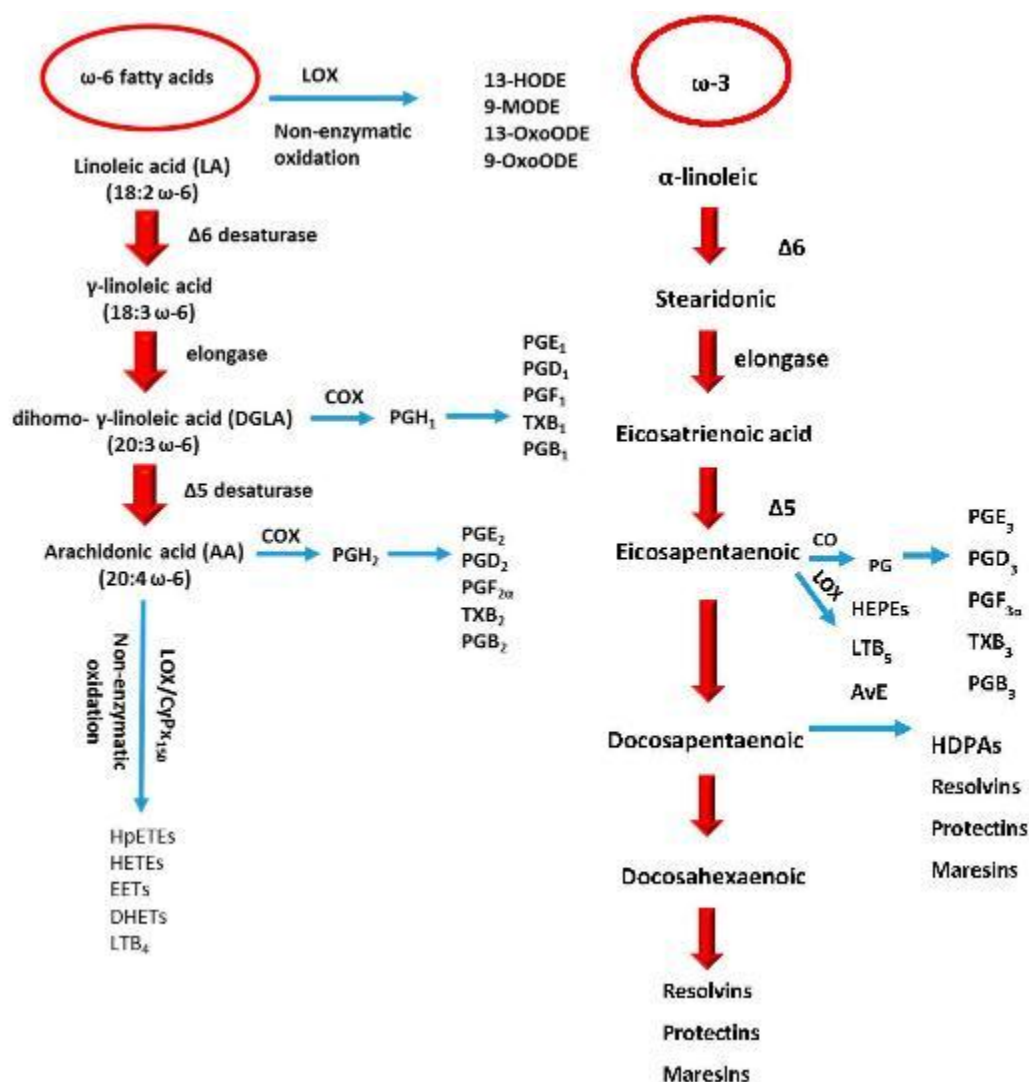 ω-6 fatty acids
LOX
Non-enzymatic
oxidation
13-HODE
9-MODE
13-OxoODE
9-OxoODE
Linoleic acid (LA)
(18:2 ω-6)
Δ6 desaturase
γ-linoleic acid
(18:3 ω-6)
elongase
dihomo- γ-linoleic acid (DGLA)
(20:3 ω-6)
COX
PGH₁
PGE₁
PGD₁
PGF₁
TXB₁
PGB₁
Δ5 desaturase
Arachidonic acid (AA)
(20:4 ω-6)
COX
PGH₂
PGE₂
PGD₂
PGF₂α
TXB₂
PGB₂
LOX/CyPx₁₅₀
Non-enzymatic
oxidation
HpETEs
HETEs
EETs
DHETs
LTB₄
ω-3
α-linoleic
Δ6
Stearidonic
elongase
Eicosatrienoic acid
Δ5
Eicosapentaenoic
CO
PG
PGE₃
PGD₃
PGF₃α
TXB₃
PGB₃
LOX
HEPEs
LTB₅
AvE
Docosapentaenoic
HDPAs
Resolvins
Protectins
Maresins
Docosahexaenoic
Resolvins
Protectins
Maresins